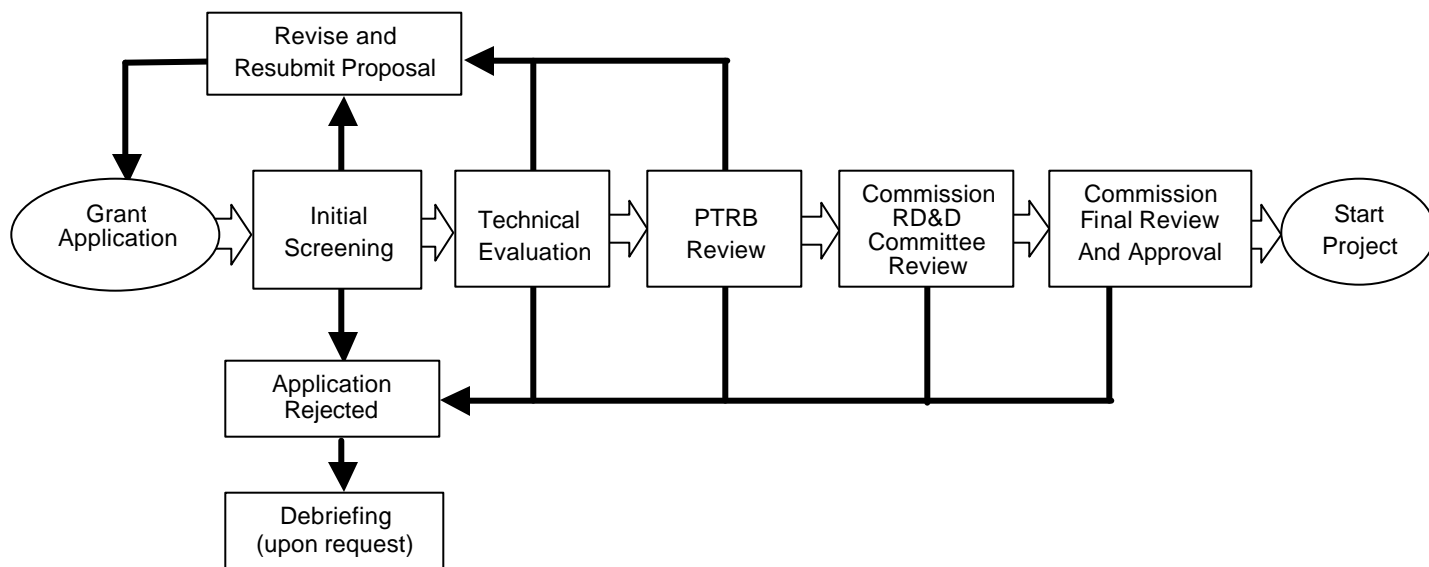 Revise and
Resubmit Proposal
Grant
Application
Initial
Screening
Technical
Evaluation
PTRB
Review
Commission
RD&D
Committee
Review
Commission
Final Review
And Approval
Start
Project
Application
Rejected
Debriefing
(upon request)